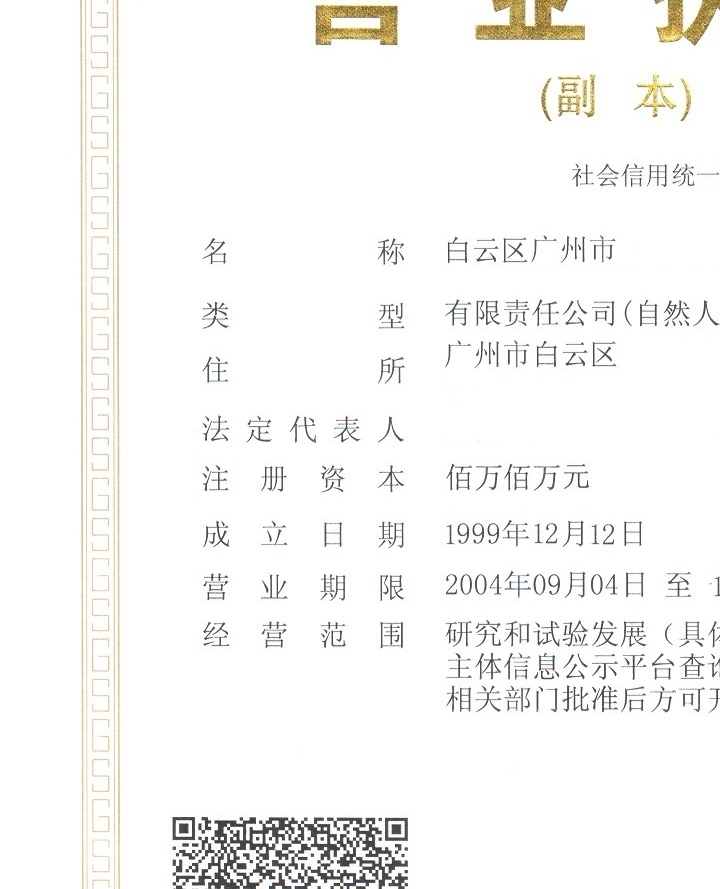 营业执
(副 本)
社会信用统一
名 称 白云区广州市
类 型 有限责任公司(自然人
住 所 广州市白云区
法定代表人
注册资本 佰万佰万元
成立日期 1999年12月12日
营业期限 2004年09月04日 至 1
经营范围 研究和试验发展（具体
主体信息公示平台查询
相关部门批准后方可开